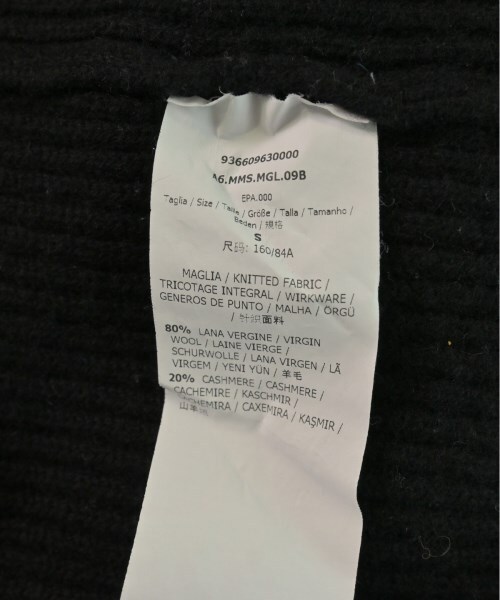 936609630000
A6.MMS.MGL.09B
EPA.000
Taglia / Size / Taille / Größe / Talla / Tamanho /
Beden / 规格
S
尺码: 160/84A
MAGLIA / KNITTED FABRIC /
TRICOTAGE INTEGRAL / WIRKWARE /
GENEROS DE PUNTO / MALHA / ÖRGÜ
/ 针织面料
80% LANA VERGINE / VIRGIN
WOOL / LAINE VIERGE /
SCHURWOLLE / LANA VIRGEN / LÃ
VIRGEM / YENI YÜN / 羊毛
20% CASHMERE / CASHMERE /
CACHEMIRE / KASCHMIR /
CACHEMIRA / CAXEMIRA / KAŞMIR /
山羊绒